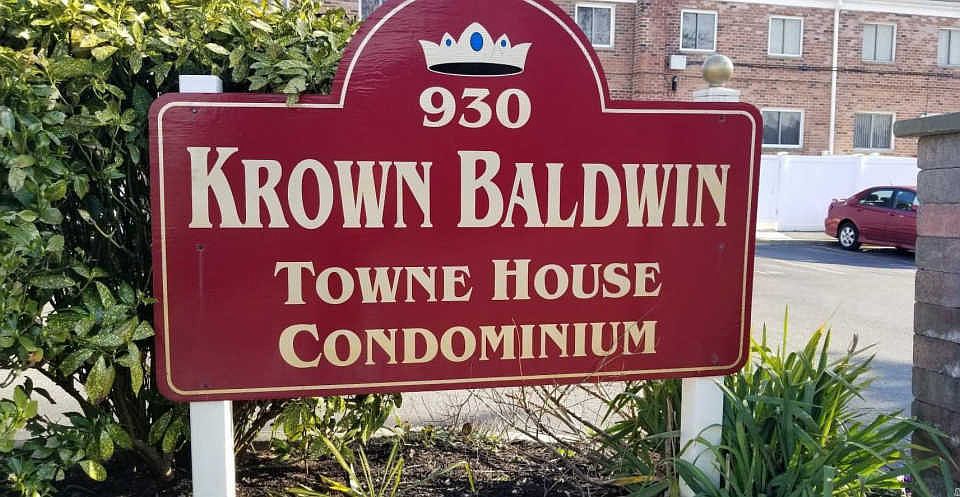 930
KROWN BALDWIN
TOWNE HOUSE
CONDOMINIUM